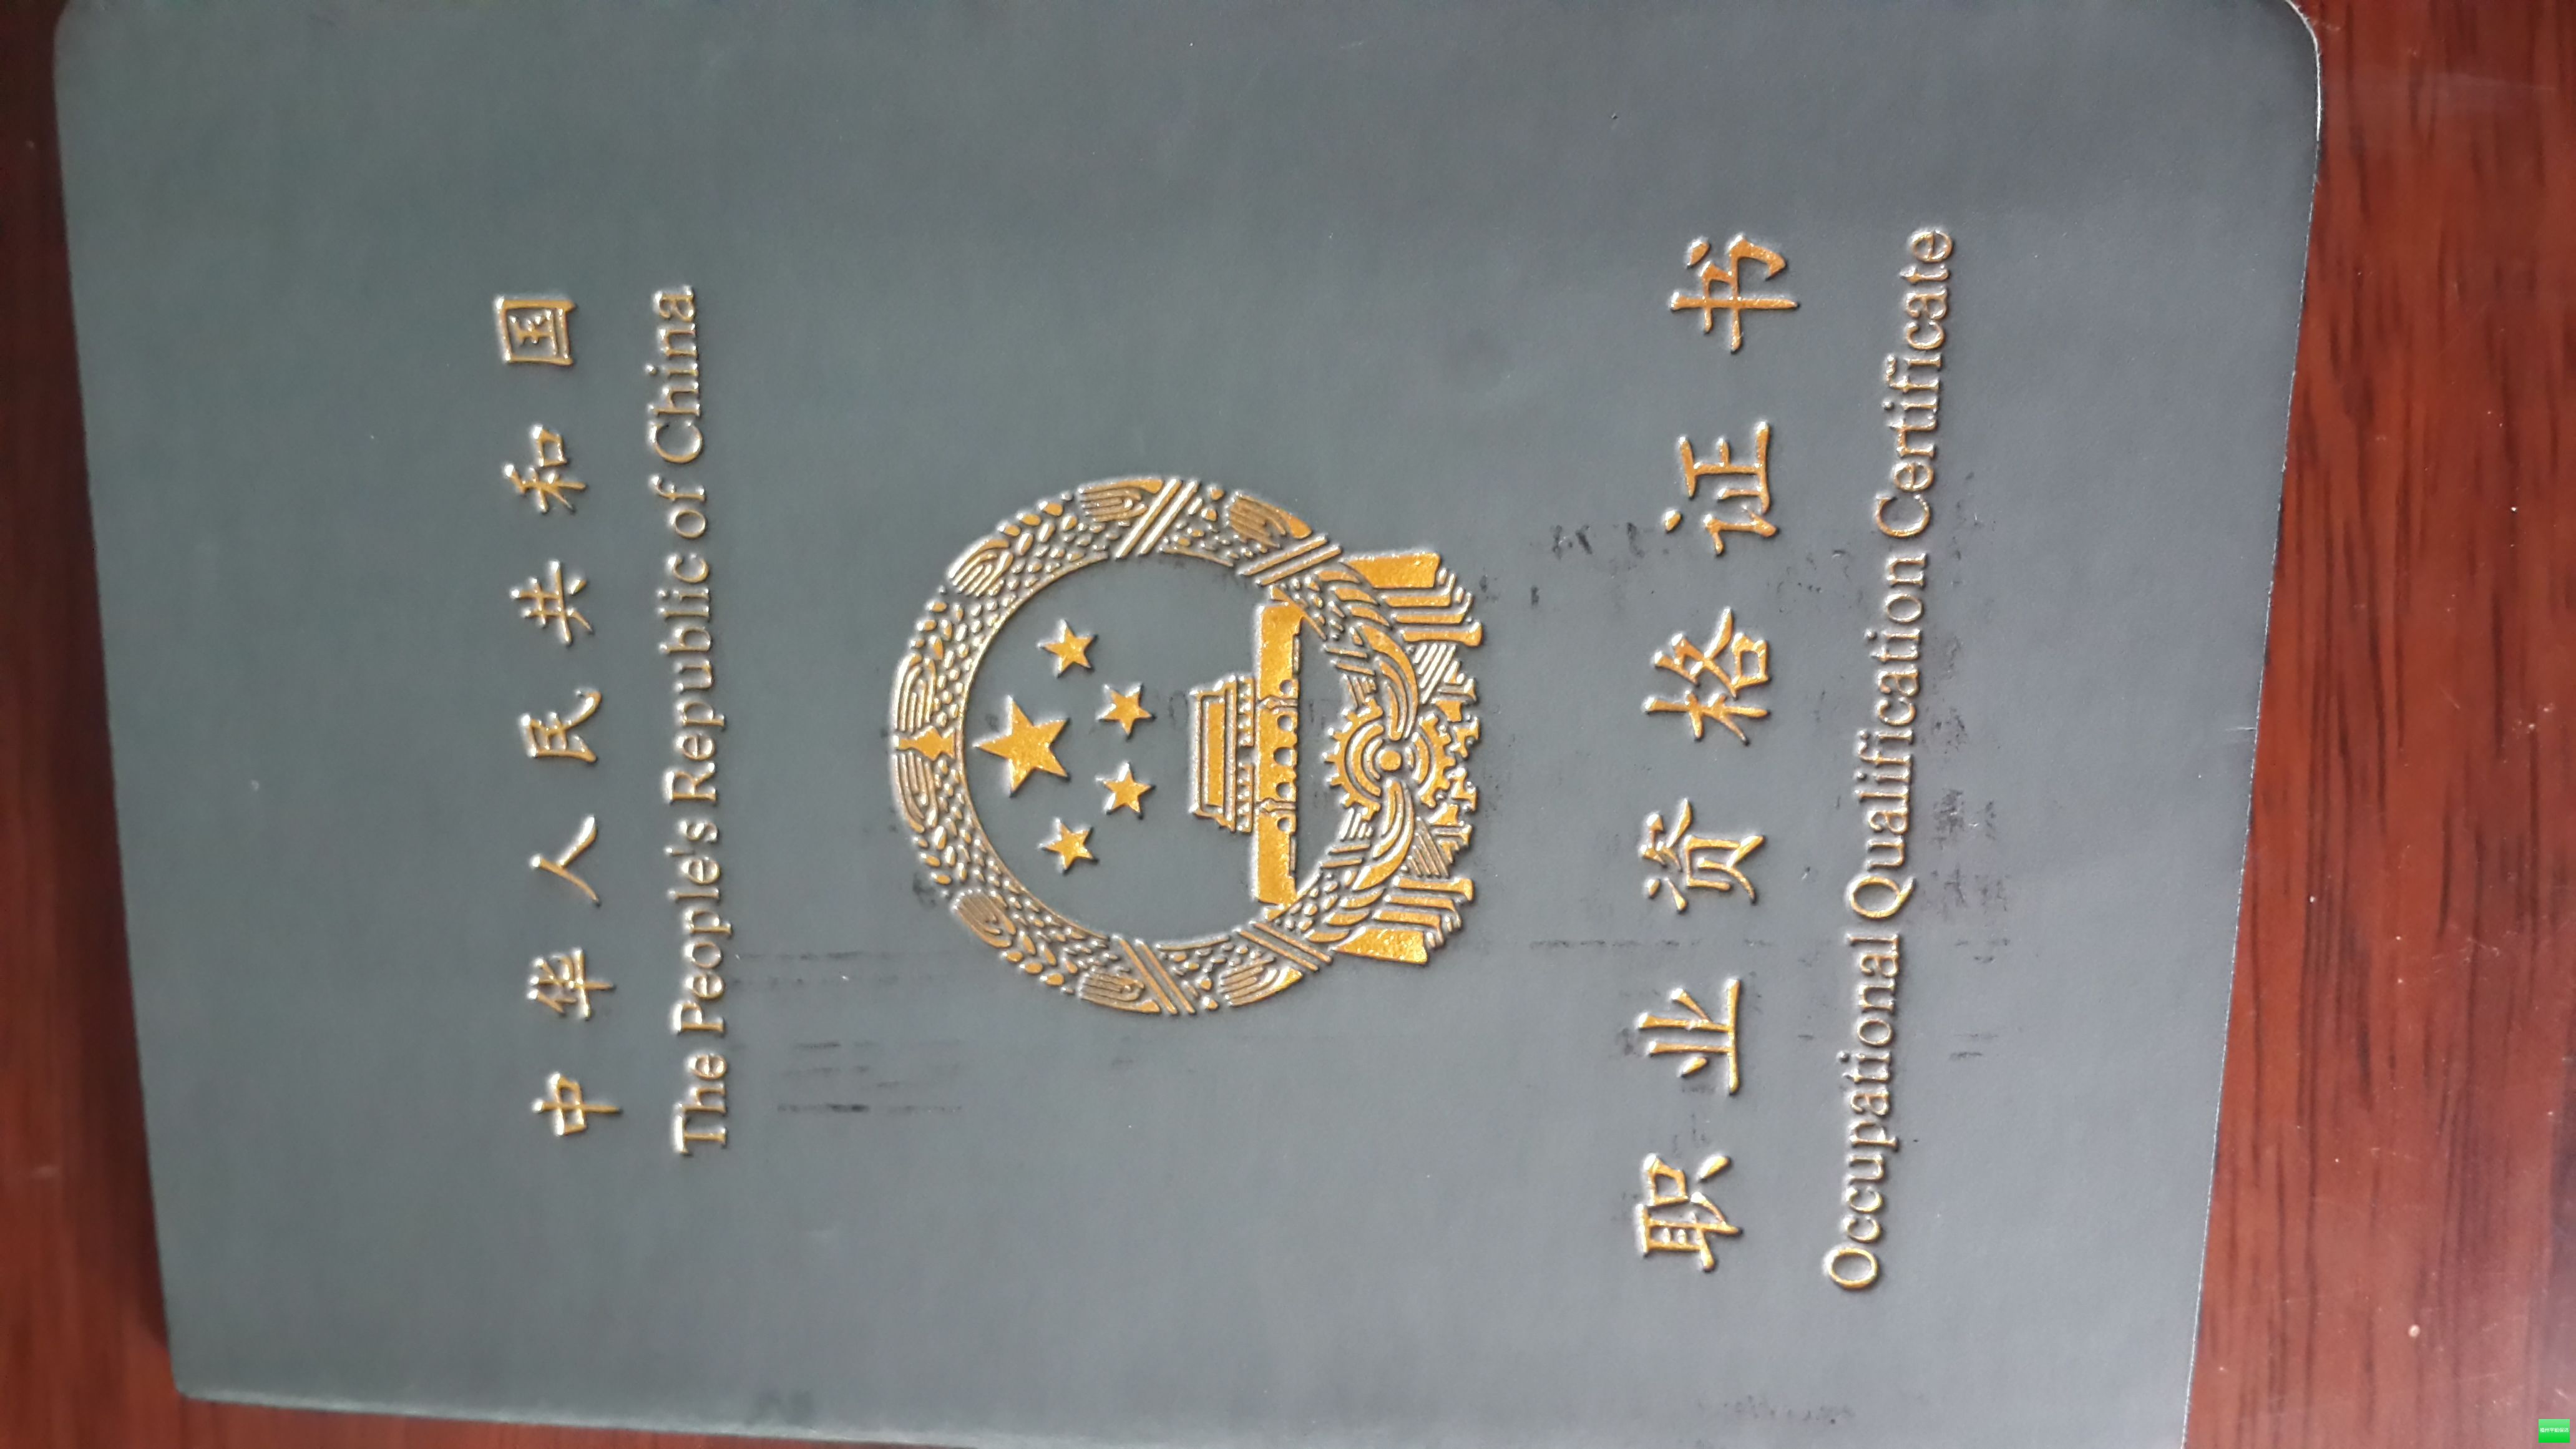 中华人民共和国
The People's Republic of China
职业资格证书
Occupational Qualification Certificate